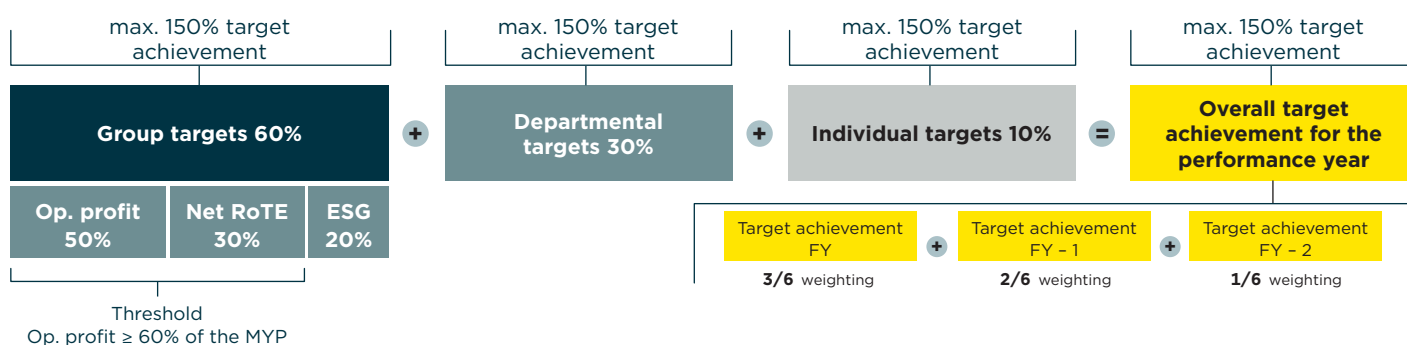 max. 150% target
achievement
max. 150% target
achievement
max. 150% target
achievement
max. 150% target
achievement
Group targets 60%
+
Departmental
targets 30%
+
Individual targets 10%
=
Overall target
achievement for the
performance year
Op. profit
50%
Net RoTE
30%
ESG
20%
Target achievement
FY
+
Target achievement
FY – 1
+
Target achievement
FY – 2
3/6 weighting
2/6 weighting
1/6 weighting
Threshold
Op. profit ≥ 60% of the MYP